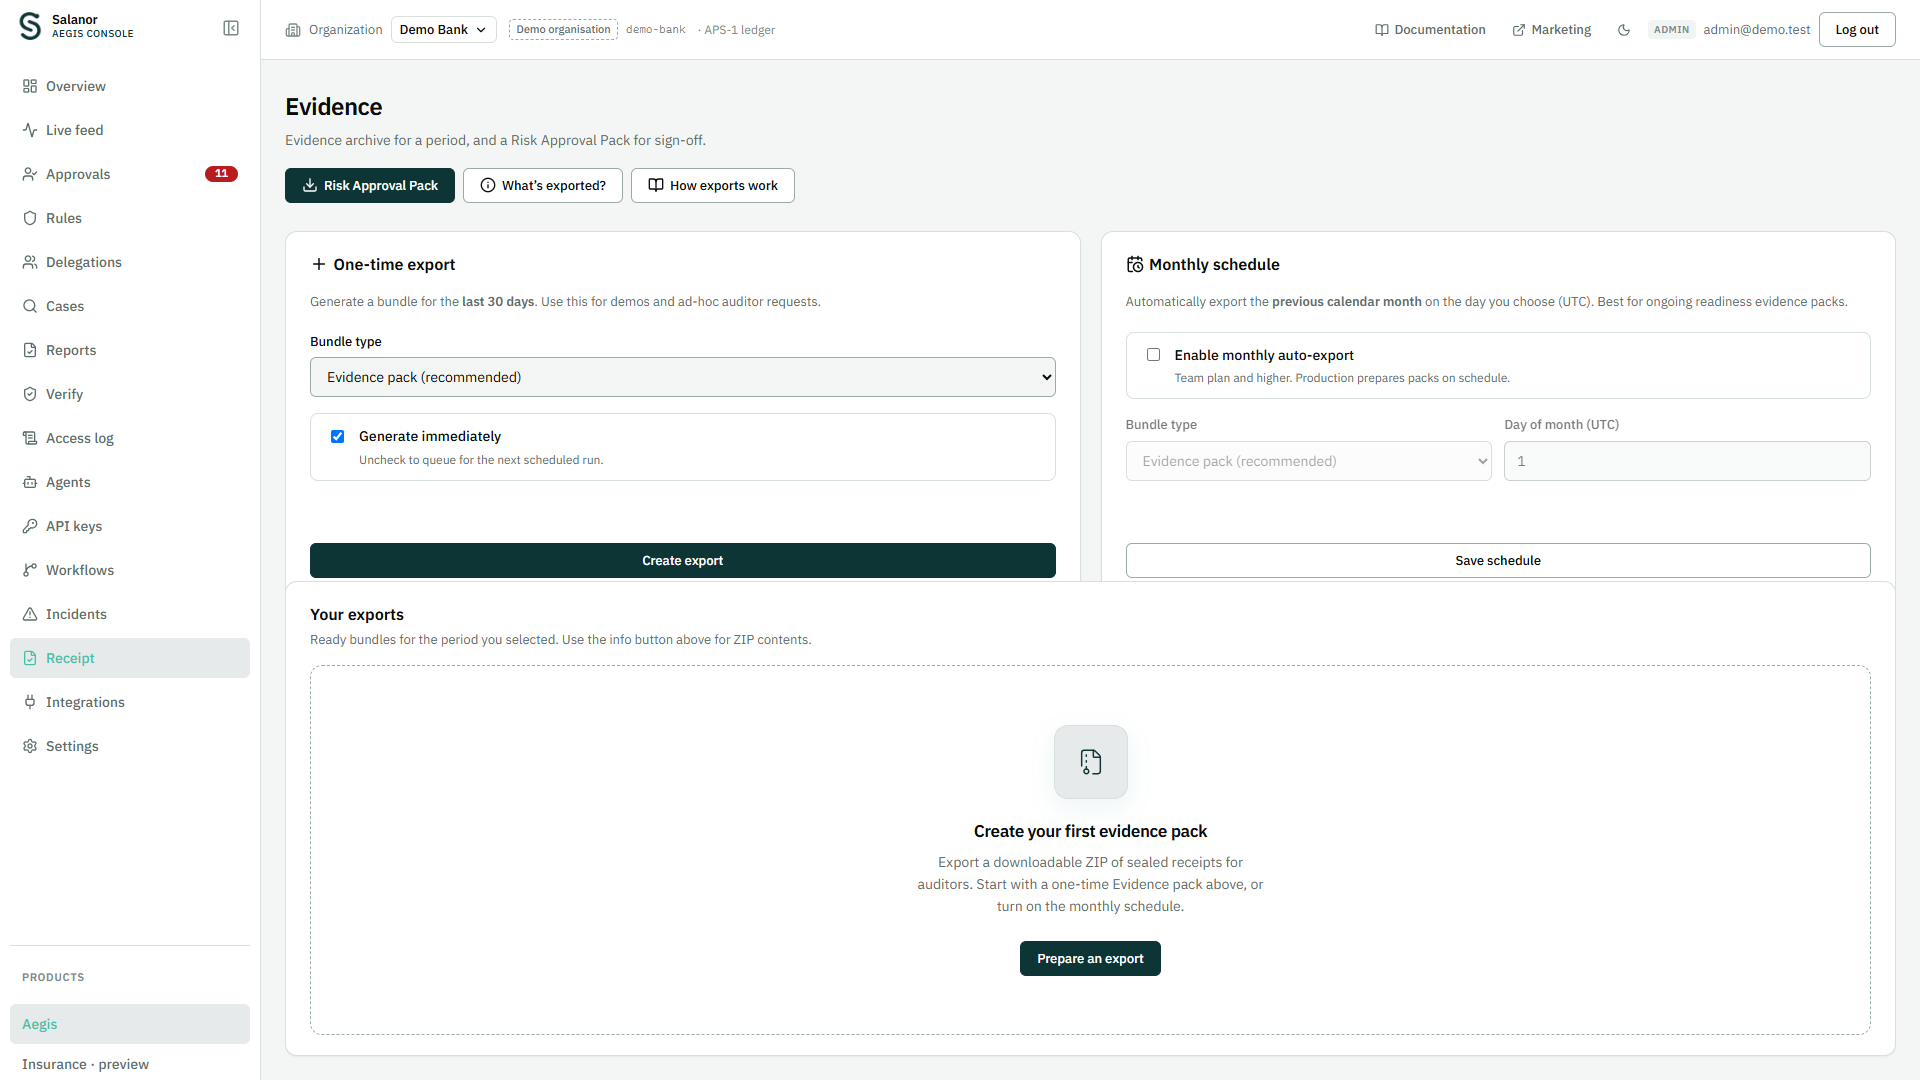 Salanor
AEGIS CONSOLE
Overview
Live feed
Approvals
11
Rules
Delegations
Cases
Reports
Verify
Access log
Agents
API keys
Workflows
Incidents
Receipt
Integrations
Settings
PRODUCTS
Aegis
Insurance · preview
Organization
Demo Bank
Demo organisation
demo-bank
· APS-1 ledger
Documentation
Marketing
ADMIN
admin@demo.test
Log out
Evidence
Evidence archive for a period, and a Risk Approval Pack for sign-off.
Risk Approval Pack
What's exported?
How exports work
One-time export
Generate a bundle for the last 30 days. Use this for demos and ad-hoc auditor requests.
Bundle type
Evidence pack (recommended)
Generate immediately
Uncheck to queue for the next scheduled run.
Create export
Monthly schedule
Automatically export the previous calendar month on the day you choose (UTC). Best for ongoing readiness evidence packs.
Enable monthly auto-export
Team plan and higher. Production prepares packs on schedule.
Bundle type
Evidence pack (recommended)
Day of month (UTC)
1
Save schedule
Your exports
Ready bundles for the period you selected. Use the info button above for ZIP contents.
Create your first evidence pack
Export a downloadable ZIP of sealed receipts for
auditors. Start with a one-time Evidence pack above, or
turn on the monthly schedule.
Prepare an export